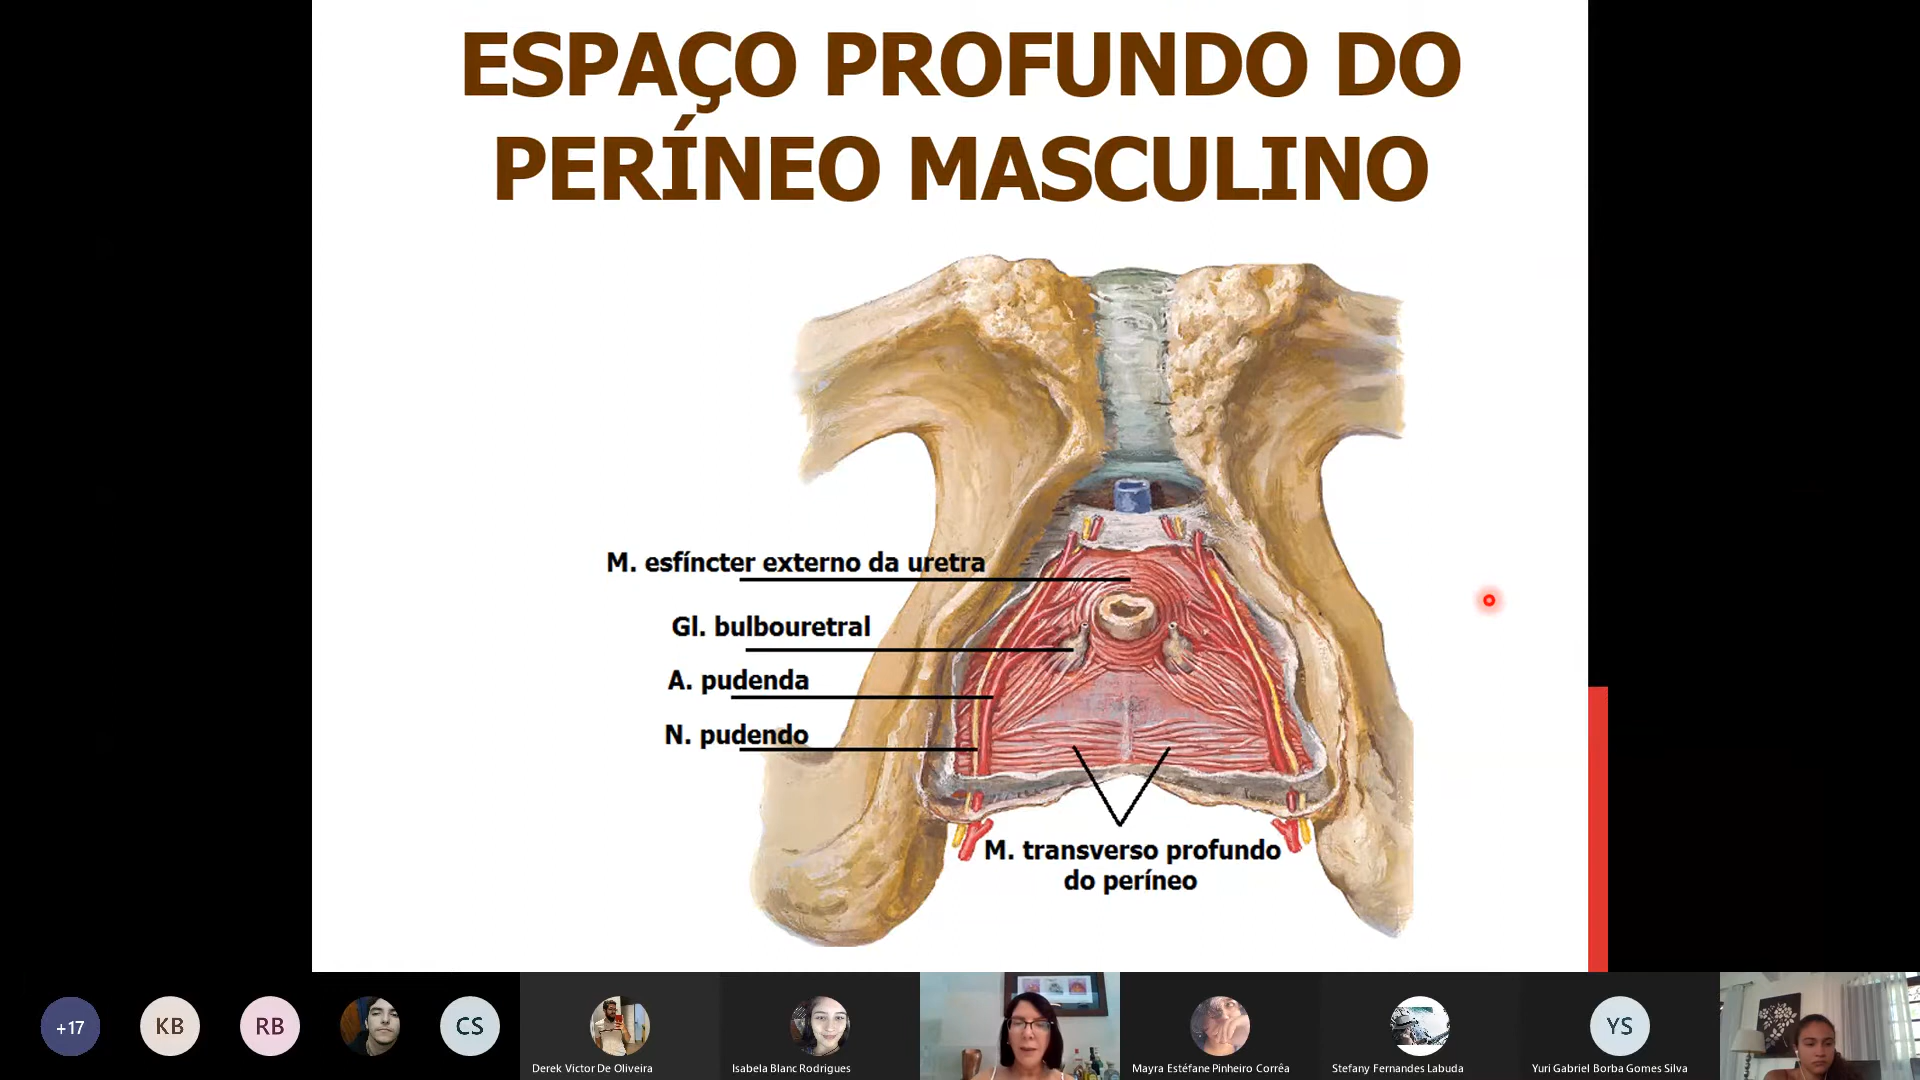 ESPAÇO PROFUNDO DO
PERÍNEO MASCULINO
M. esfíncter externo da uretra
Gl. bulbouretral
A. pudenda
N. pudendo
M. transverso profundo
do períneo
+17
KB
RB
CS
Derek Victor De Oliveira
Isabela Blanc Rodrigues
Mayra Estéfane Pinheiro Corrêa
Stefany Fernandes Labuda
YS
Yuri Gabriel Borba Gomes Silva